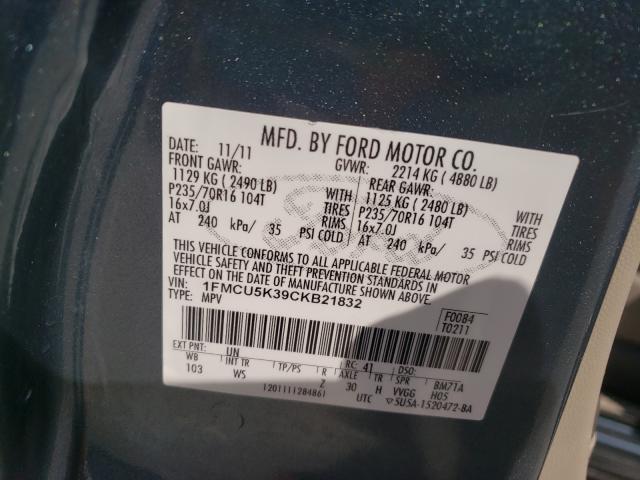 MFD. BY FORD MOTOR CO.
DATE: 11/11 GVWR: 2214 KG ( 4880 LB)
FRONT GAWR: REAR GAWR:
1129 KG ( 2490 LB) WITH 1125 KG ( 2480 LB) WITH
P235/70R16 104T TIRES P235/70R16 104T TIRES
16x7.0J RIMS 16x7.0J RIMS
AT 240 kPa/ 35 PSI COLD AT 240 kPa/ 35 PSI COLD
THIS VEHICLE CONFORMS TO ALL APPLICABLE FEDERAL MOTOR
VEHICLE SAFETY AND THEFT PREVENTION STANDARDS IN
EFFECT ON THE DATE OF MANUFACTURE SHOWN ABOVE.
VIN: 1FMCU5K39CKB21832
TYPE: MPV
F0084
T0211
EXT PNT: UN RC: 41 DSO:
WB INT TR TP/PS R AXLE TR SPR BM71A
103 WS Z 30 H VVGG H05
1201111284861 UTC 5U5A-1520472-BA